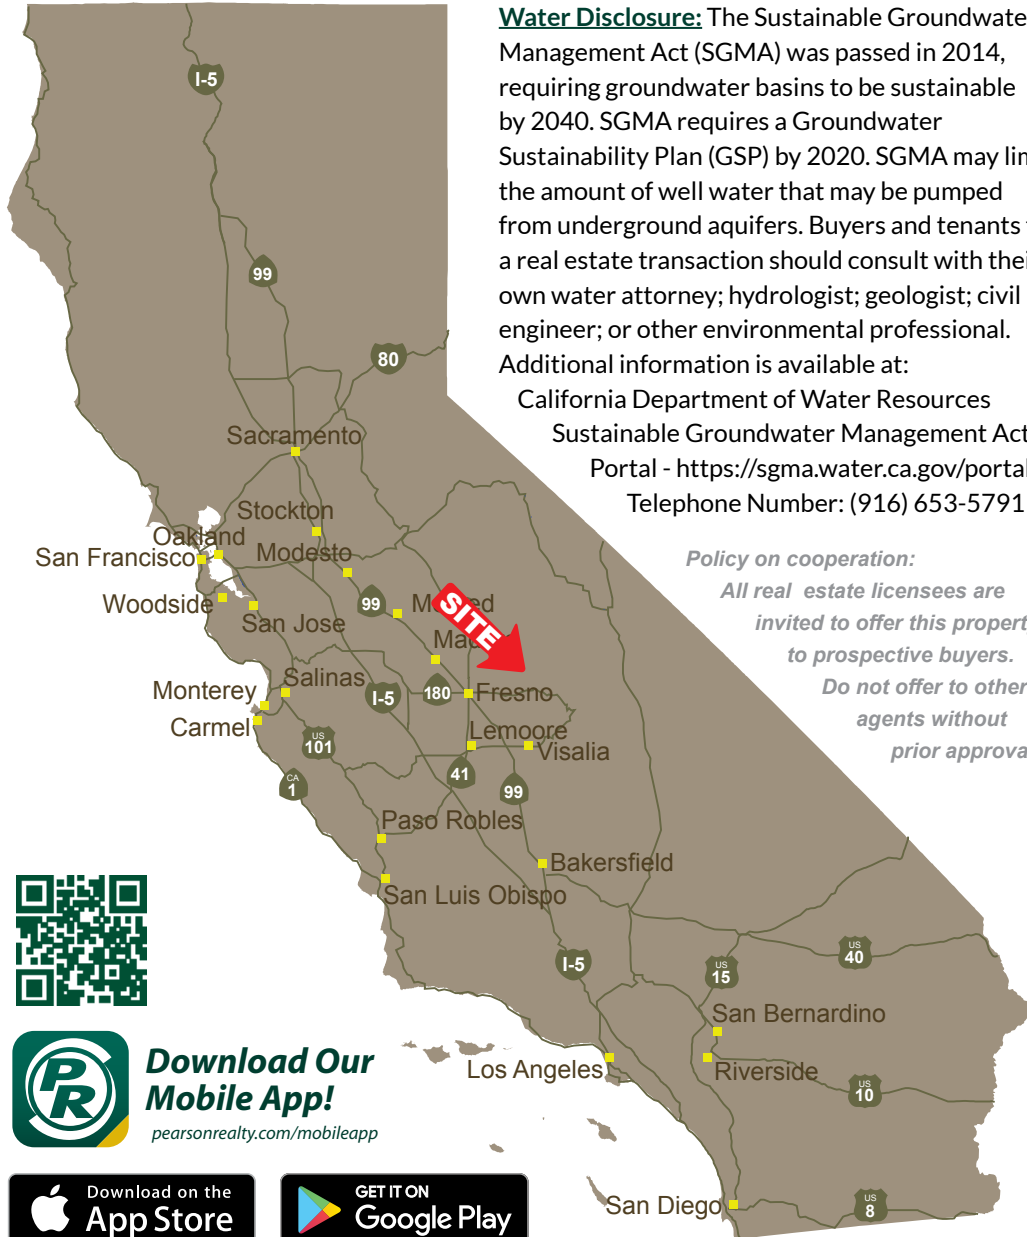 Water Disclosure: The Sustainable Groundwate
Management Act (SGMA) was passed in 2014,
requiring groundwater basins to be sustainable
by 2040. SGMA requires a Groundwater
Sustainability Plan (GSP) by 2020. SGMA may lim
the amount of well water that may be pumped
from underground aquifers. Buyers and tenants
a real estate transaction should consult with thei
own water attorney; hydrologist; geologist; civil
engineer; or other environmental professional.
Additional information is available at:
California Department of Water Resources
Sustainable Groundwater Management Act
Portal - https://sgma.water.ca.gov/portal
Telephone Number: (916) 653-5791
Policy on cooperation:
All real estate licensees are
invited to offer this propert
to prospective buyers.
Do not offer to other
agents without
prior approva
I-5
99
80
Sacramento
Stockton
Oakland
San Francisco
Modesto
Woodside
San Jose
99
SITE
Salinas
Monterey
Carmel
I-5
180
Fresno
US
101
Lemoore
Visalia
CA
1
41
99
Paso Robles
Bakersfield
San Luis Obispo
I-5
US
15
US
40
San Bernardino
Los Angeles
Riverside
US
10
San Diego
US
8
PR
Download Our
Mobile App!
pearsonrealty.com/mobileapp
Download on the
App Store
GET IT ON
Google Play